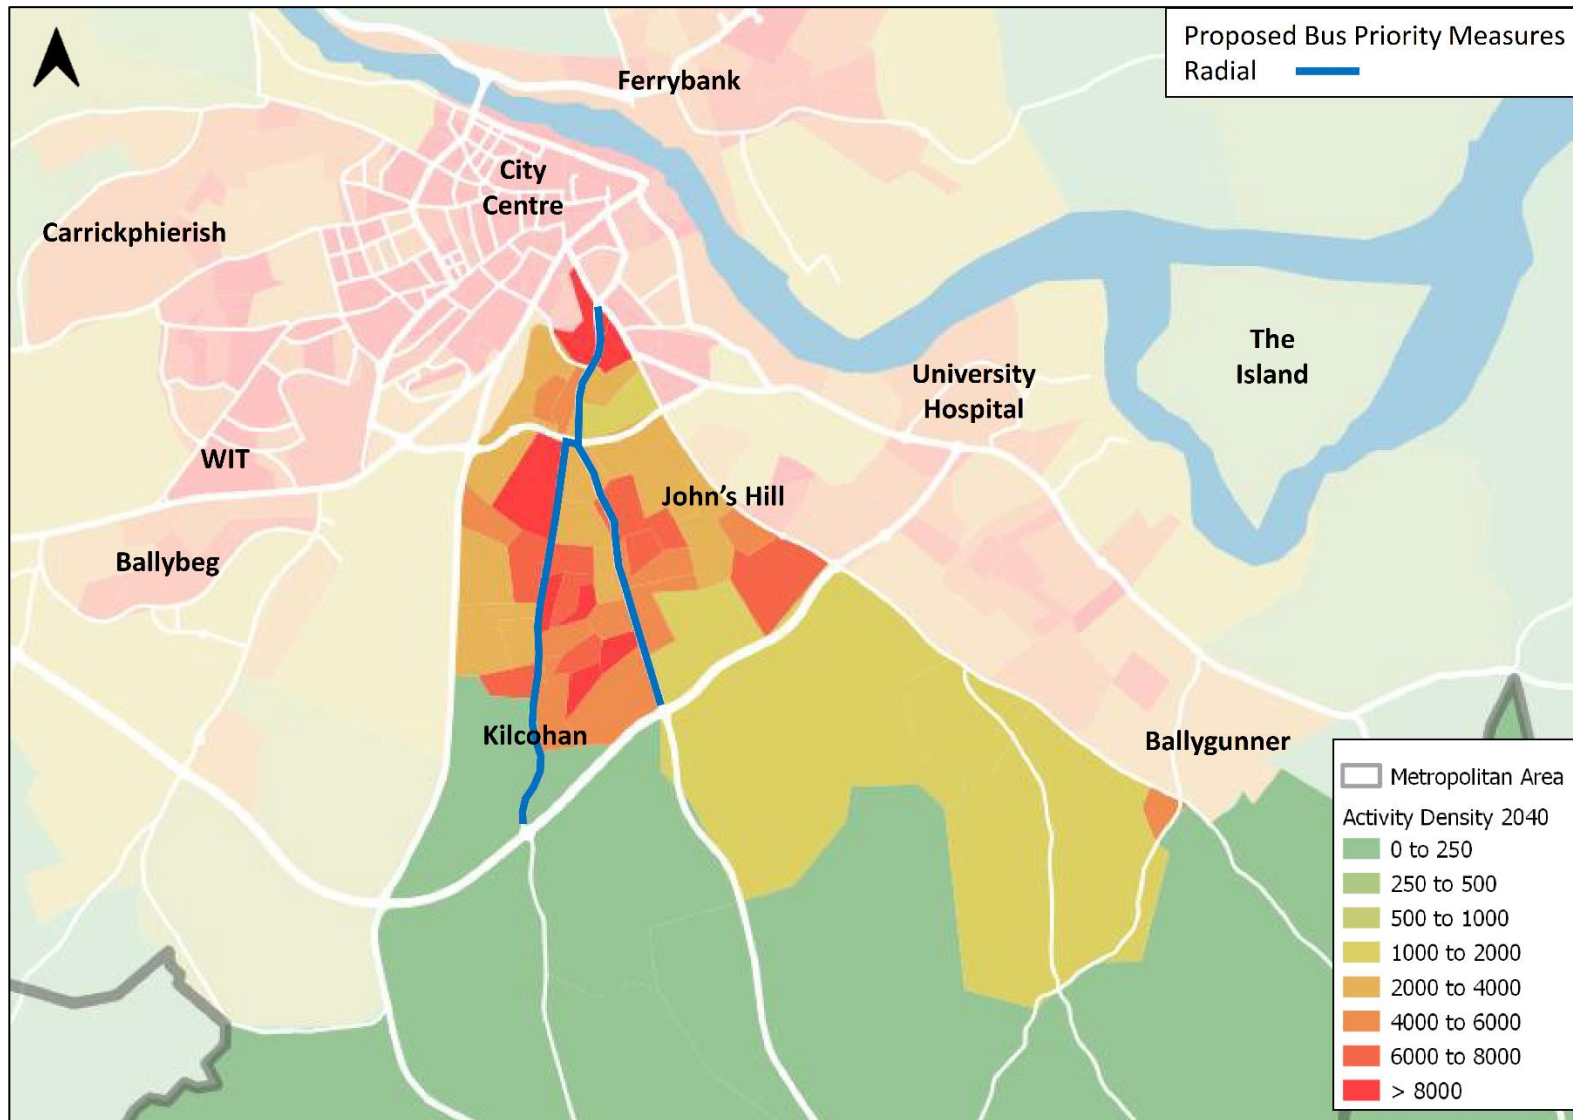 Proposed Bus Priority Measures
Radial
Ferrybank
City
Centre
Carrickphierish
The
Island
University
Hospital
WIT
John's Hill
Ballybeg
Kilcohan
Ballygunner
Metropolitan Area
Activity Density 2040
0 to 250
250 to 500
500 to 1000
1000 to 2000
2000 to 4000
4000 to 6000
6000 to 8000
> 8000